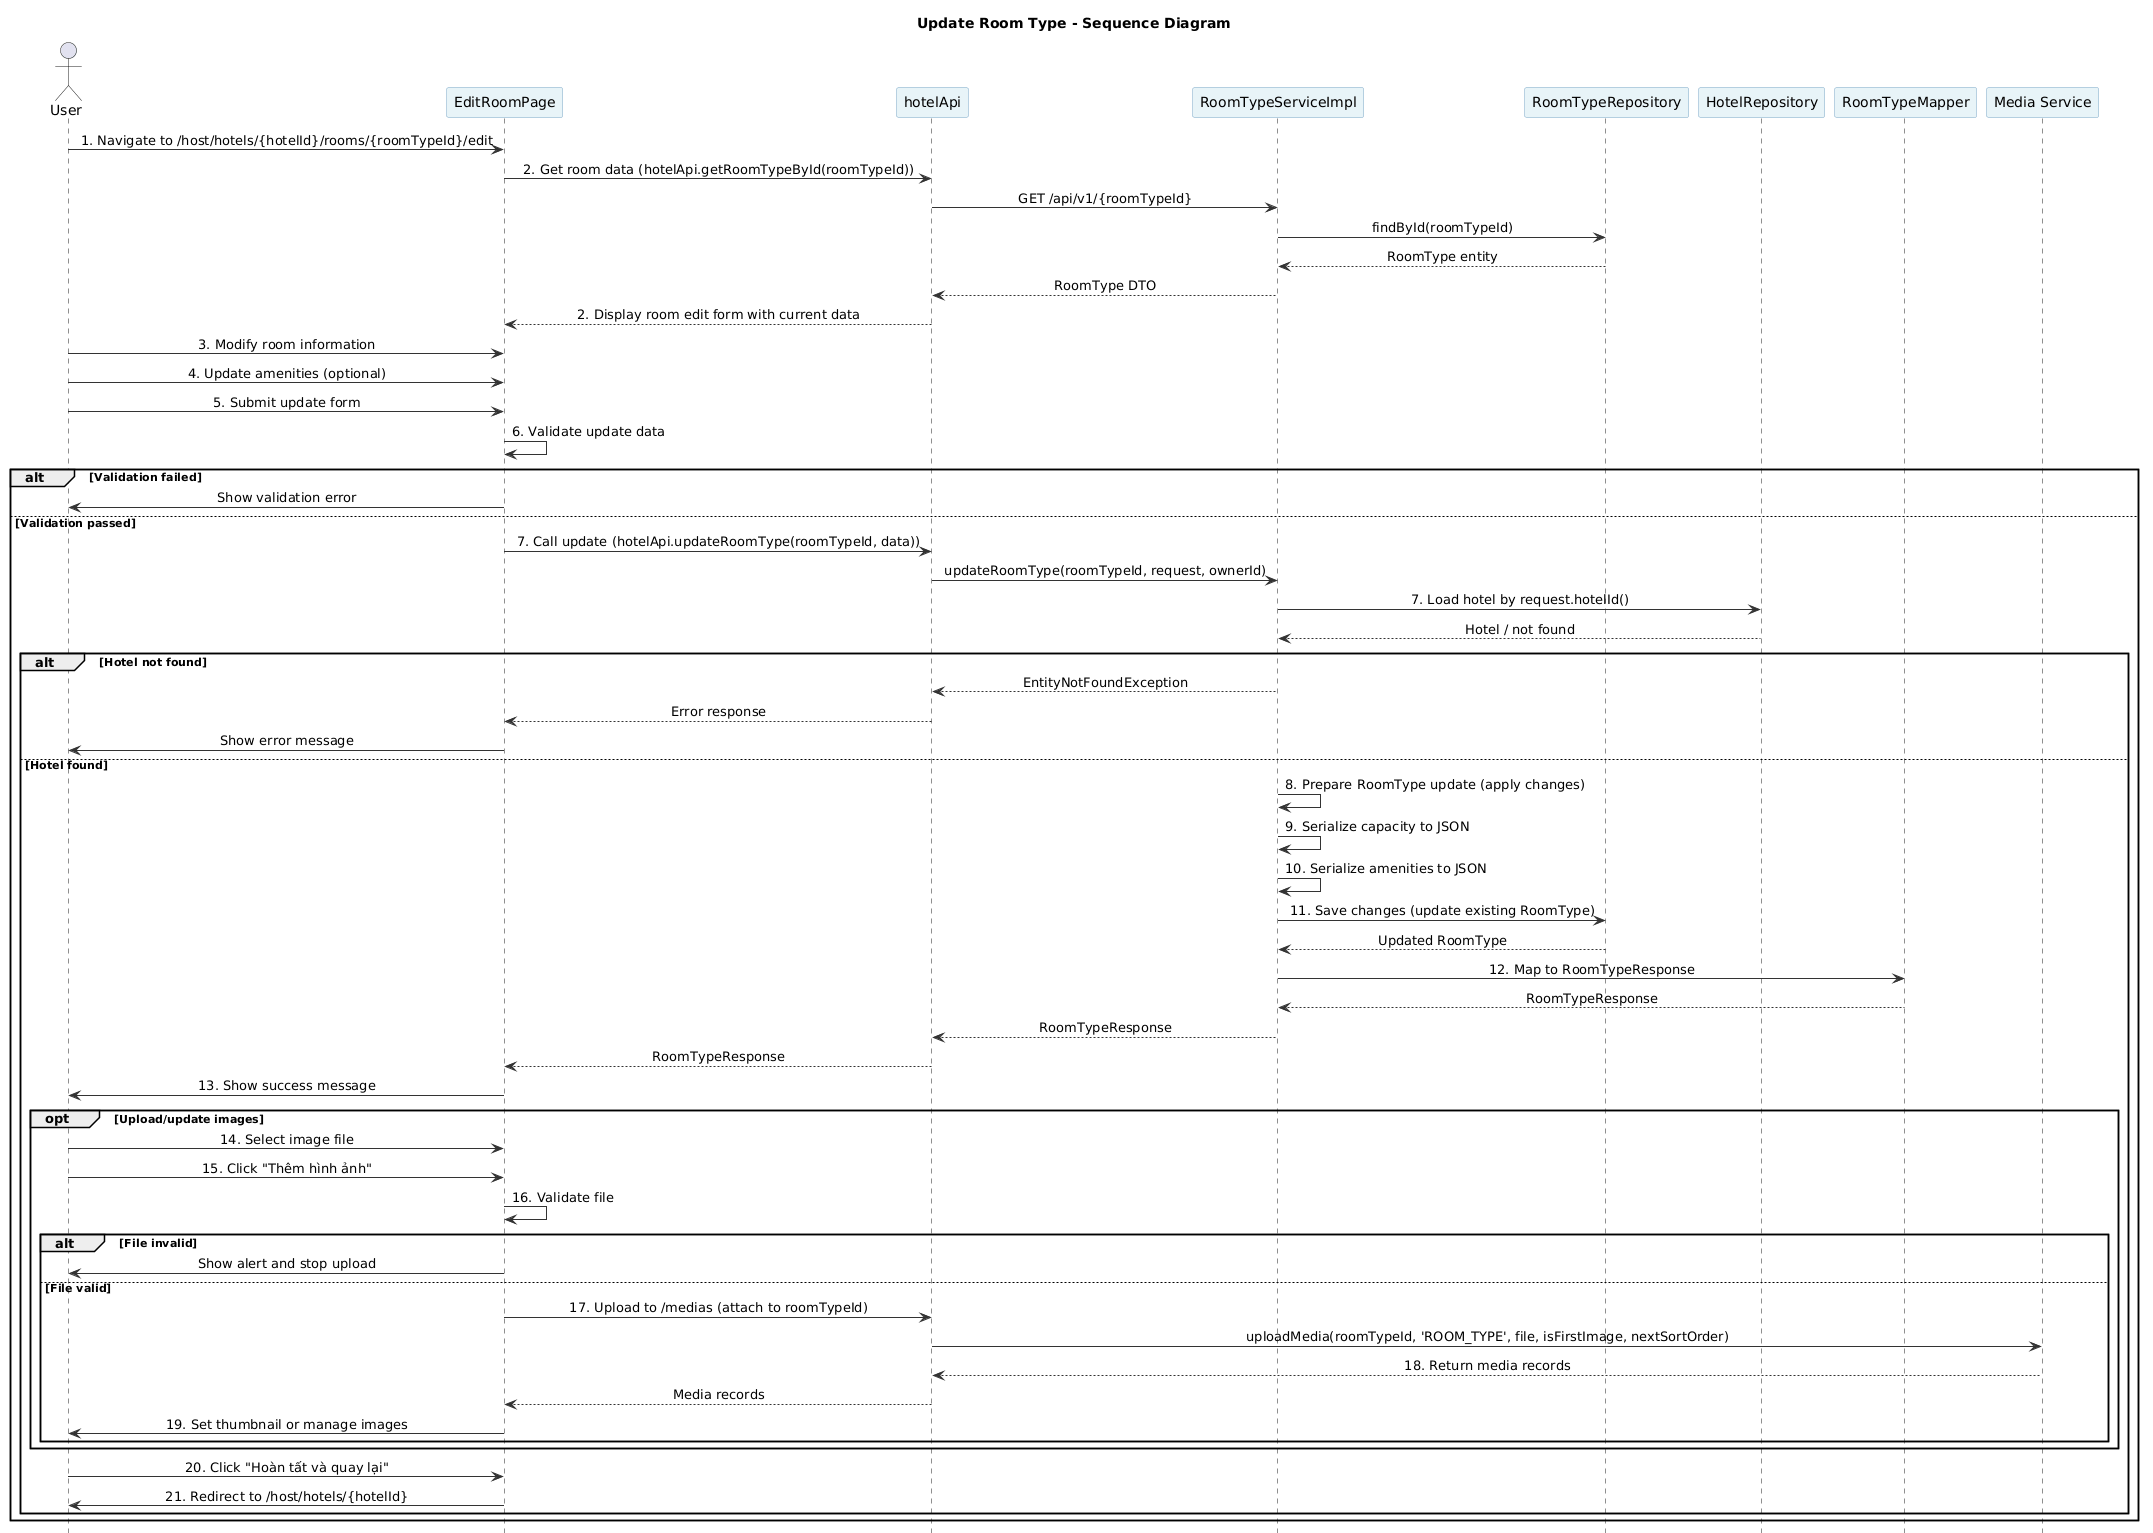 Update Room Type - Sequence Diagram
User
EditRoomPage
hotelApi
RoomTypeServiceImpl
RoomTypeRepository
HotelRepository
RoomTypeMapper
Media Service
1. Navigate to /host/hotels/{hotelId}/rooms/{roomTypeId}/edit
2. Get room data (hotelApi.getRoomTypeById(roomTypeId))
GET /api/v1/{roomTypeId}
findById(roomTypeId)
RoomType entity
RoomType DTO
2. Display room edit form with current data
3. Modify room information
4. Update amenities (optional)
5. Submit update form
6. Validate update data
alt [Validation failed]
Show validation error
[Validation passed]
7. Call update (hotelApi.updateRoomType(roomTypeId, data))
updateRoomType(roomTypeId, request, ownerId)
7. Load hotel by request.hotelId()
Hotel / not found
alt [Hotel not found]
EntityNotFoundException
Error response
Show error message
[Hotel found]
8. Prepare RoomType update (apply changes)
9. Serialize capacity to JSON
10. Serialize amenities to JSON
11. Save changes (update existing RoomType)
Updated RoomType
12. Map to RoomTypeResponse
RoomTypeResponse
RoomTypeResponse
RoomTypeResponse
13. Show success message
opt [Upload/update images]
14. Select image file
15. Click "Thêm hình ảnh"
16. Validate file
alt [File invalid]
Show alert and stop upload
[File valid]
17. Upload to /medias (attach to roomTypeId)
uploadMedia(roomTypeId, 'ROOM_TYPE', file, isFirstImage, nextSortOrder)
18. Return media records
Media records
19. Set thumbnail or manage images
20. Click "Hoàn tất và quay lại"
21. Redirect to /host/hotels/{hotelId}